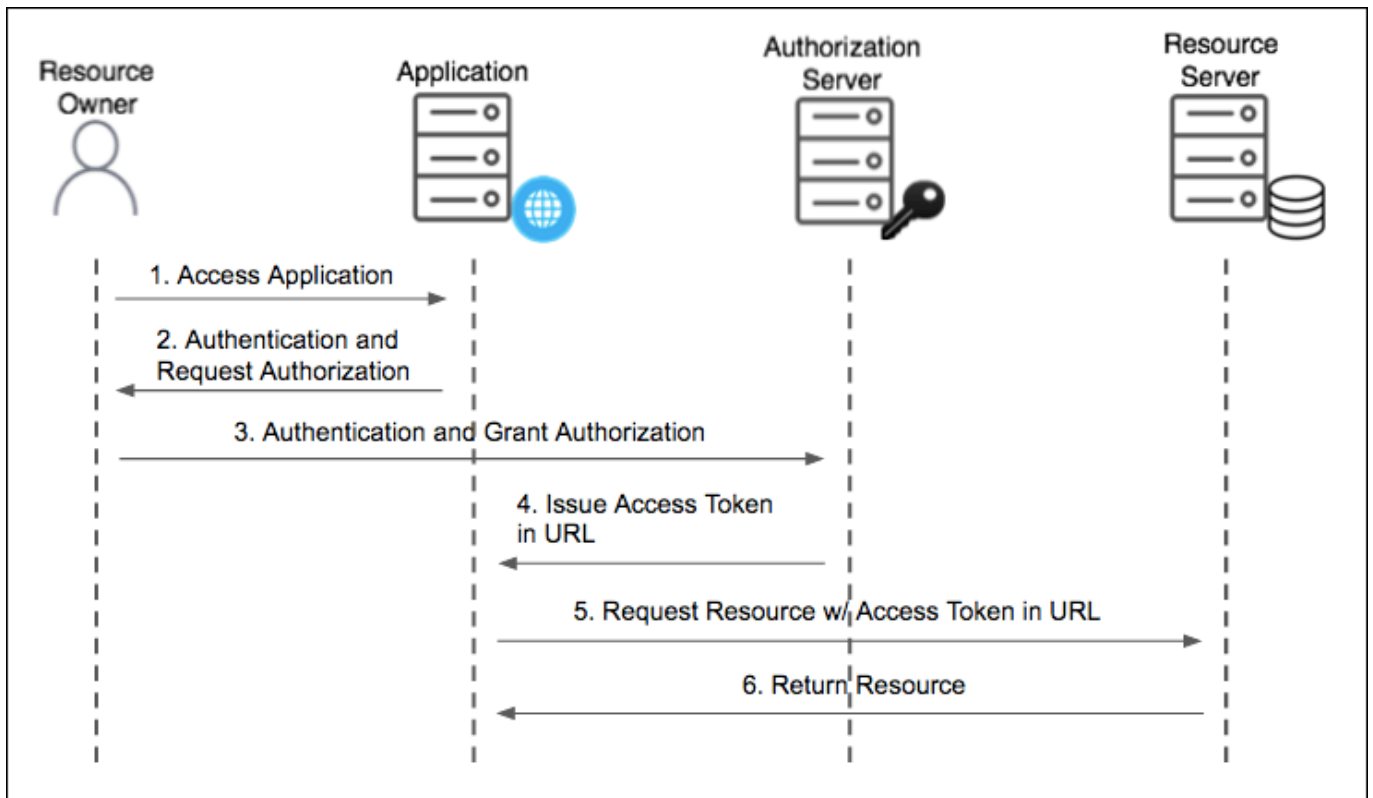 Resource
Owner
Application
Authorization
Server
Resource
Server
1. Access Application
2. Authentication and
Request Authorization
3. Authentication and Grant Authorization
4. Issue Access Token
in URL
5. Request Resource w/ Access Token in URL
6. Return Resource